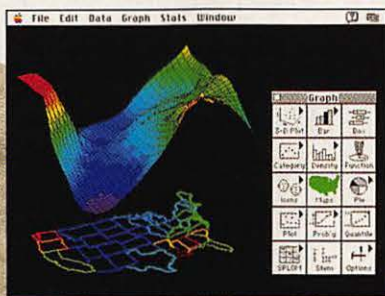 File Edit Data Graph Stats Window
Graph
3-D Plot Bar Box
Category Density Function
Icons Maps Pie
Plot Prob'y Quantile
SPLOM Stem Options